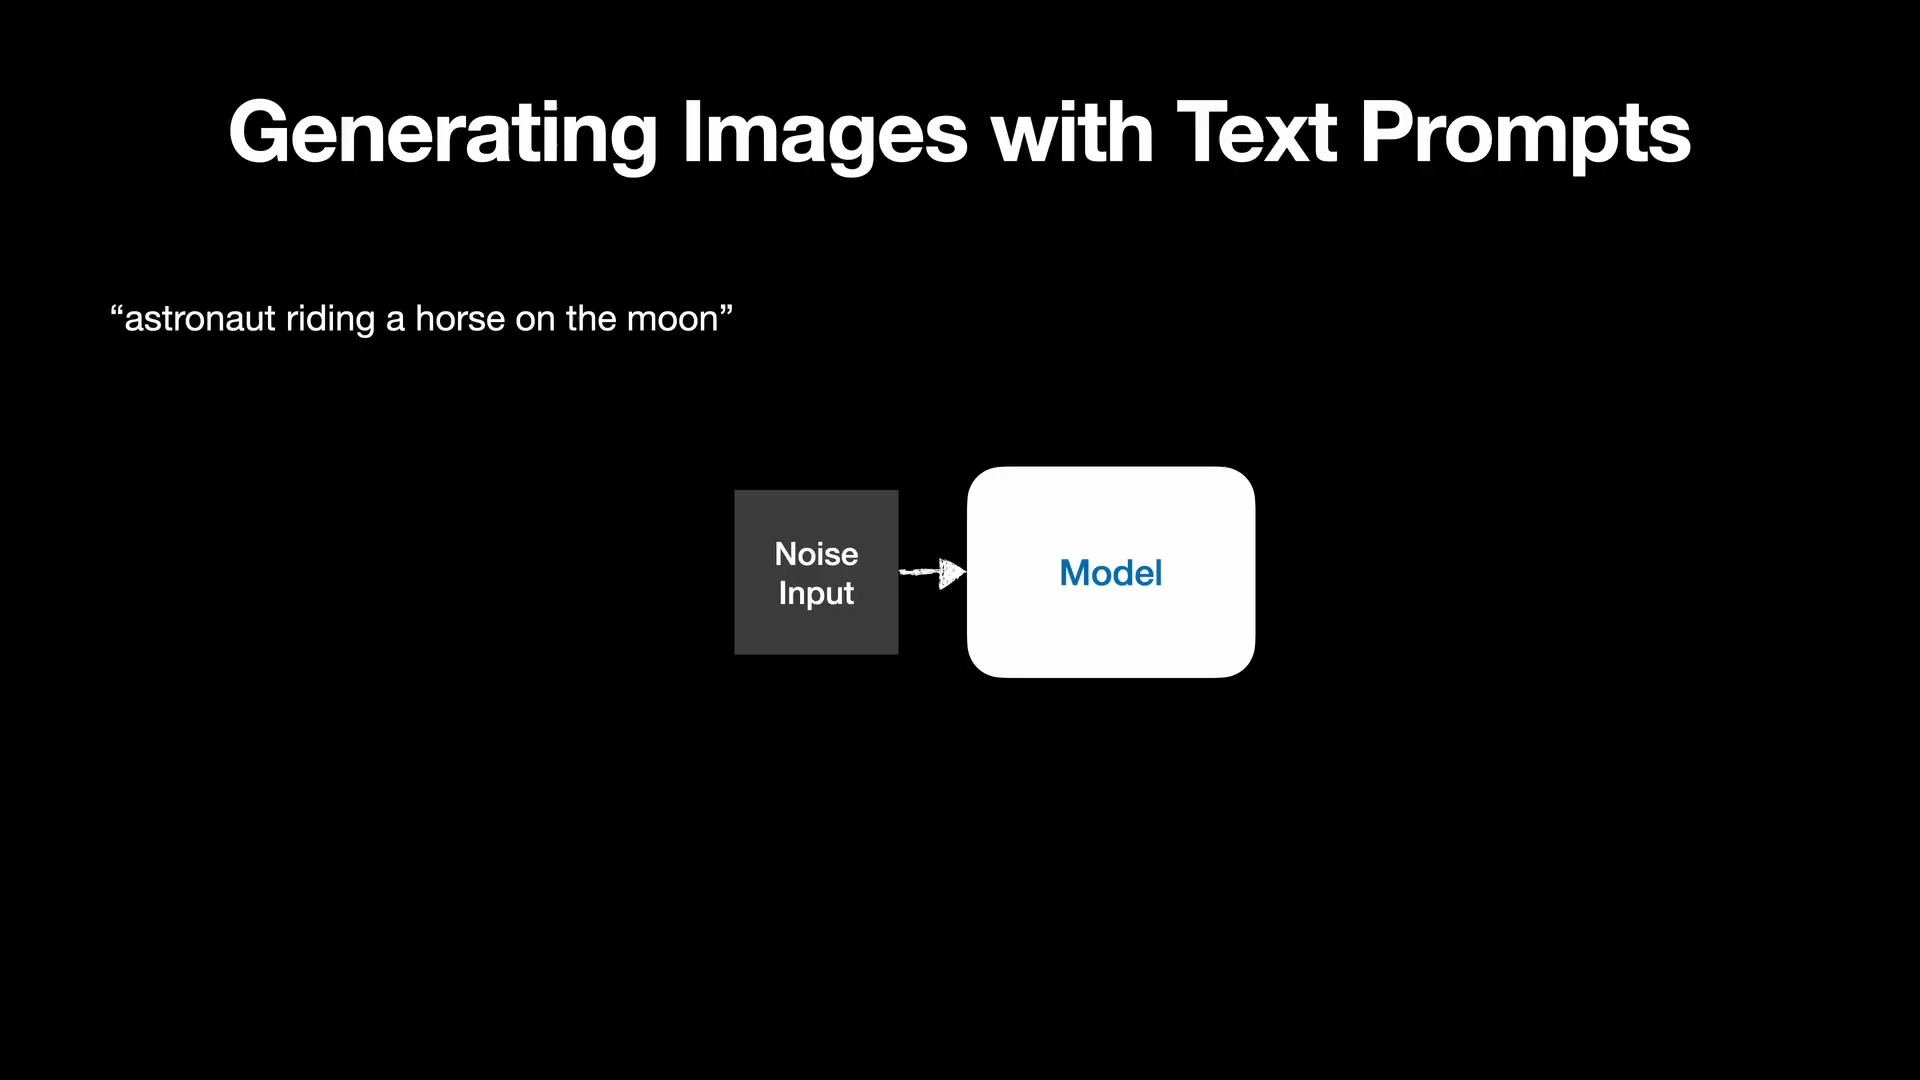 Generating Images with Text Prompts
“astronaut riding a horse on the moon”
Noise
Input
Model